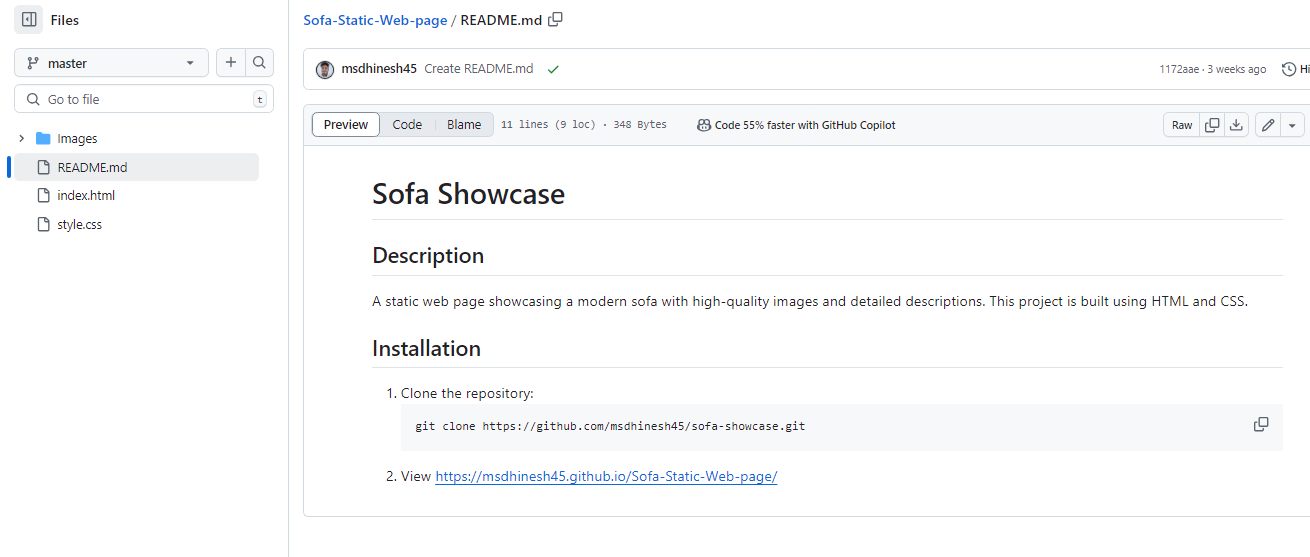 Files
Sofa-Static-Web-page / README.md
master
msdhinesh45 Create README.md
1172aae · 3 weeks ago
Go to file
t
Preview Code Blame 11 lines (9 loc) · 348 Bytes Code 55% faster with GitHub Copilot Raw
Images
README.md
index.html
style.css
Sofa Showcase
Description
A static web page showcasing a modern sofa with high-quality images and detailed descriptions. This project is built using HTML and CSS.
Installation
1. Clone the repository:
git clone https://github.com/msdhinesh45/sofa-showcase.git
2. View https://msdhinesh45.github.io/Sofa-Static-Web-page/